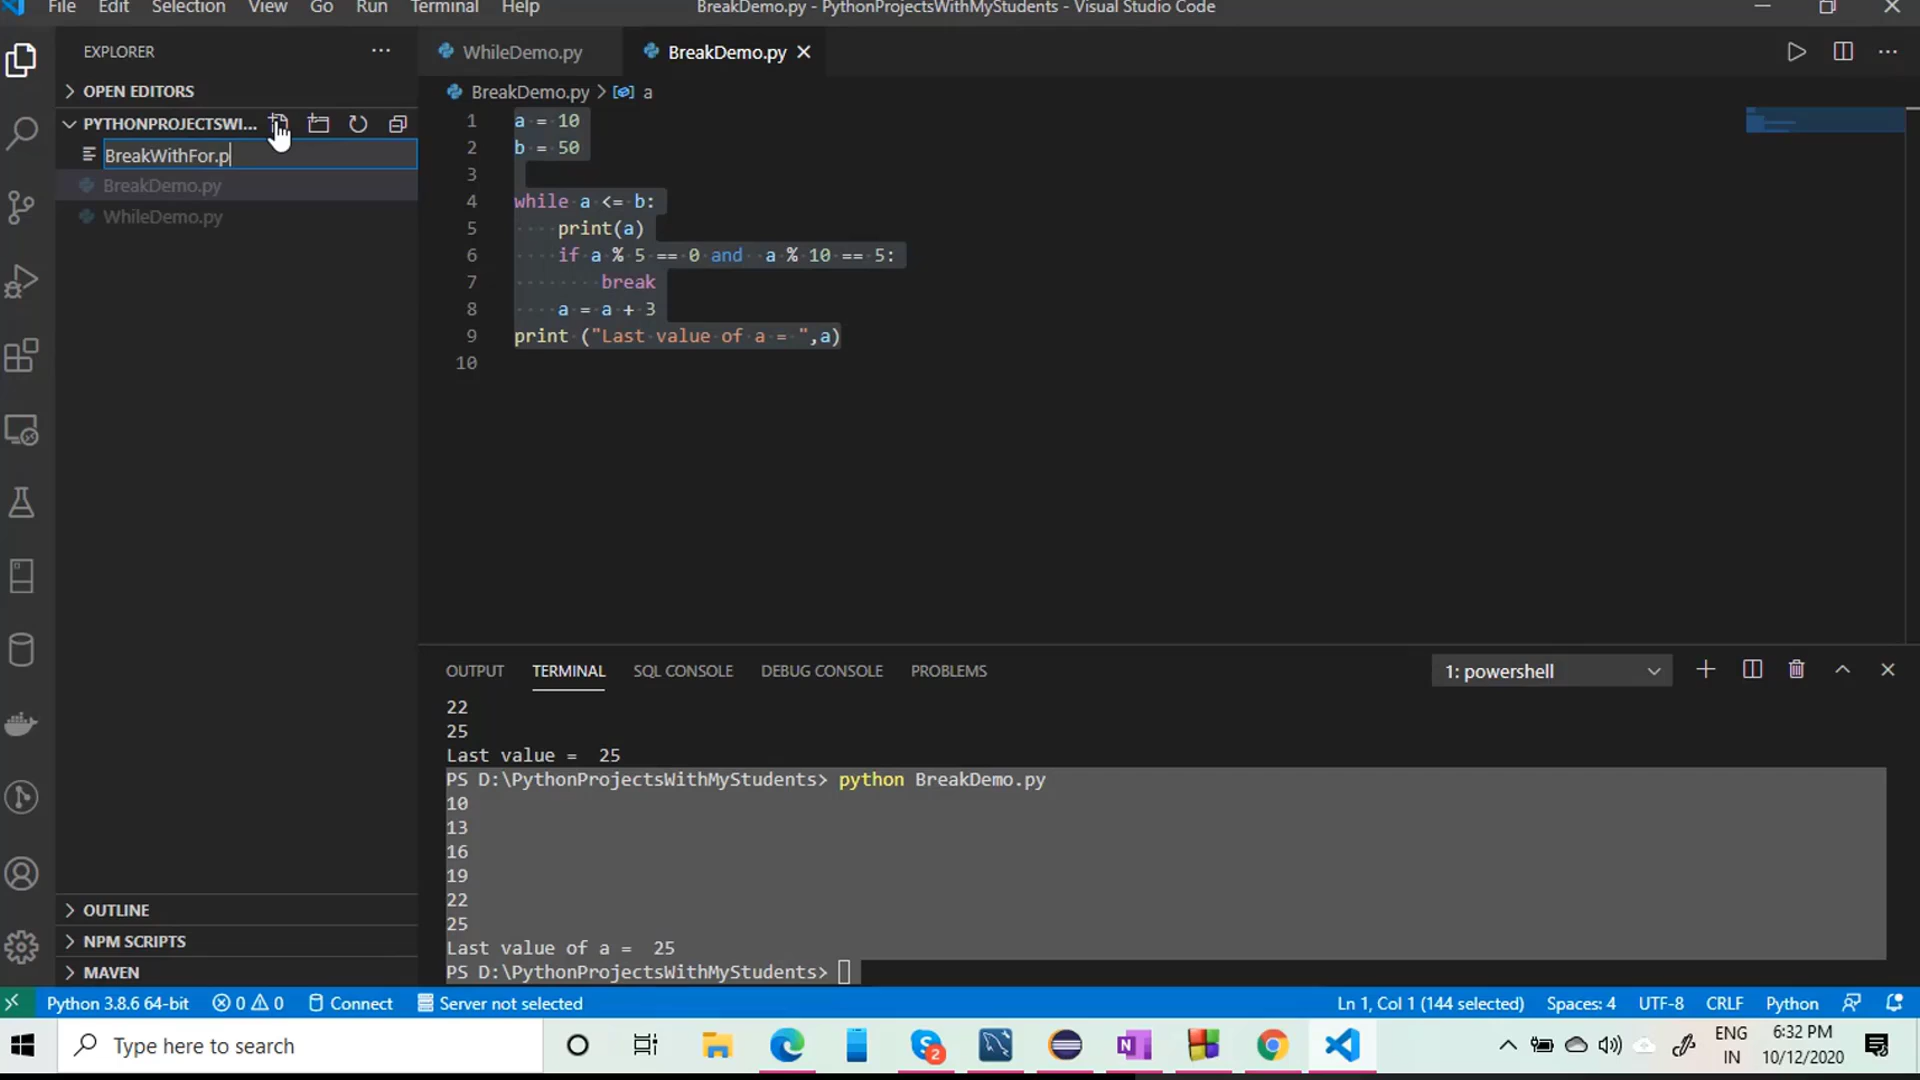 File Edit Selection View Go Run Terminal Help BreakDemo.py - PythonProjectsWithMyStudents - Visual Studio Code
EXPLORER
WhileDemo.py BreakDemo.py
OPEN EDITORS
BreakDemo.py > a
PYTHONPROJECTSWI...
BreakWithFor.p
BreakDemo.py
WhileDemo.py
1 a = 10
2 b = 50
3
4 while a <= b:
5 print(a)
6 if a % 5 == 0 and  a % 10 == 5:
7 break
8 a = a + 3
9 print ("Last value of a = ",a)
10
OUTPUT TERMINAL SQL CONSOLE DEBUG CONSOLE PROBLEMS 1: powershell
22
25
Last value =  25
PS D:\PythonProjectsWithMyStudents> python BreakDemo.py
10
13
16
19
22
25
Last value of a =  25
PS D:\PythonProjectsWithMyStudents>
OUTLINE
NPM SCRIPTS
MAVEN
Python 3.8.6 64-bit 0 0 Connect Server not selected Ln 1, Col 1 (144 selected) Spaces: 4 UTF-8 CRLF Python
Type here to search
2
N
ENG
IN
6:32 PM
10/12/2020